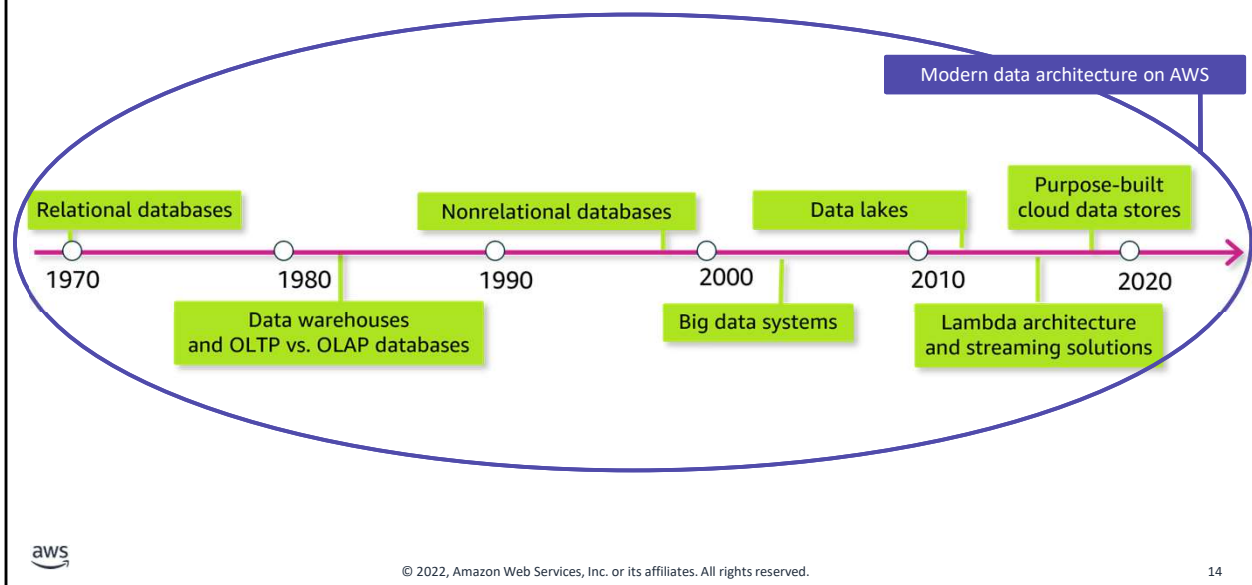 Modern data architecture on AWS
Relational databases
Nonrelational databases
Data lakes
Purpose-built
cloud data stores
1970
1980
1990
2000
2010
2020
Data warehouses
and OLTP vs. OLAP databases
Big data systems
Lambda architecture
and streaming solutions
aws
© 2022, Amazon Web Services, Inc. or its affiliates. All rights reserved.
14